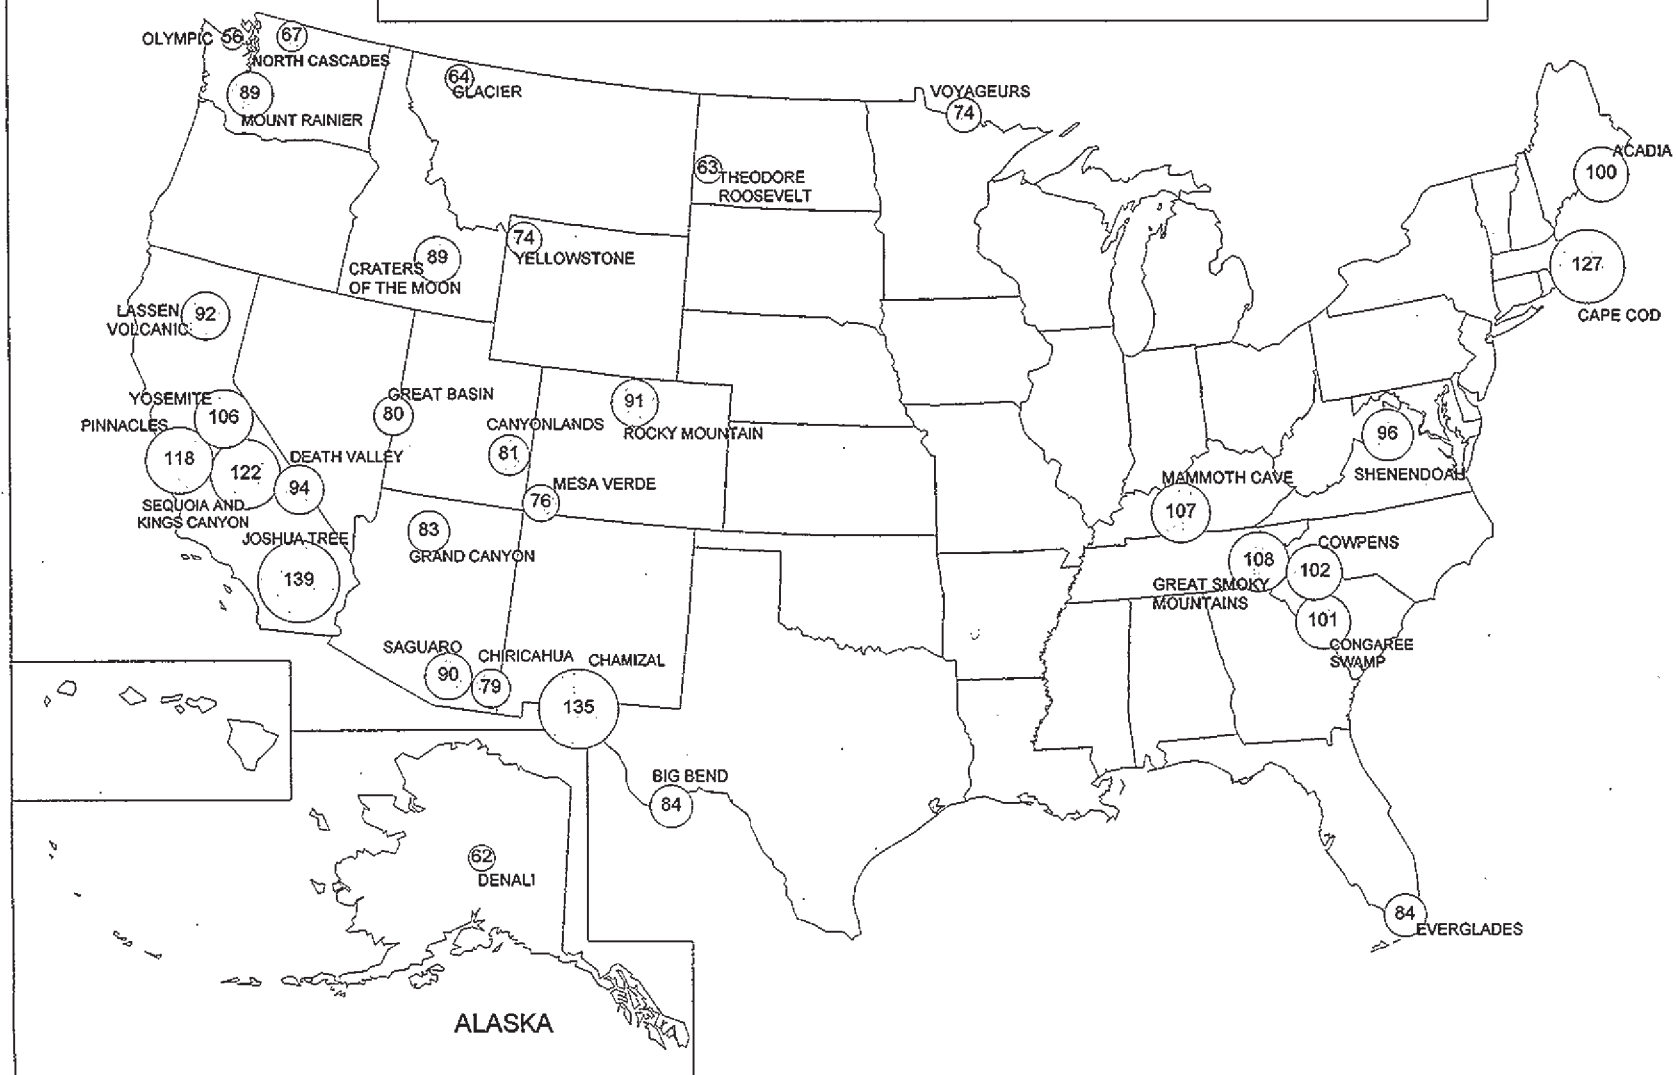 OLYMPIC 56
67
NORTH CASCADES
89
MOUNT RAINIER
64
GLACIER
VOYAGEURS
74
63
THEODORE
ROOSEVELT
ACADIA
100
74
YELLOWSTONE
89
CRATERS
OF THE MOON
127
CAPE COD
LASSEN
VOLCANIC
92
YOSEMITE
106
PINNACLES
118
122
SEQUOIA AND
KINGS CANYON
DEATH VALLEY
94
GREAT BASIN
80
CANYONLANDS
81
91
ROCKY MOUNTAIN
MESA VERDE
76
96
SHENENDOAH
MAMMOTH CAVE
107
83
GRAND CANYON
JOSHUA TREE
139
COWPENS
102
108
GREAT SMOKY
MOUNTAINS
101
CONGAREE
SWAMP
SAGUARO
90
CHIRICAHUA
79
CHAMIZAL
135
BIG BEND
84
62
DENALI
84
EVERGLADES
ALASKA